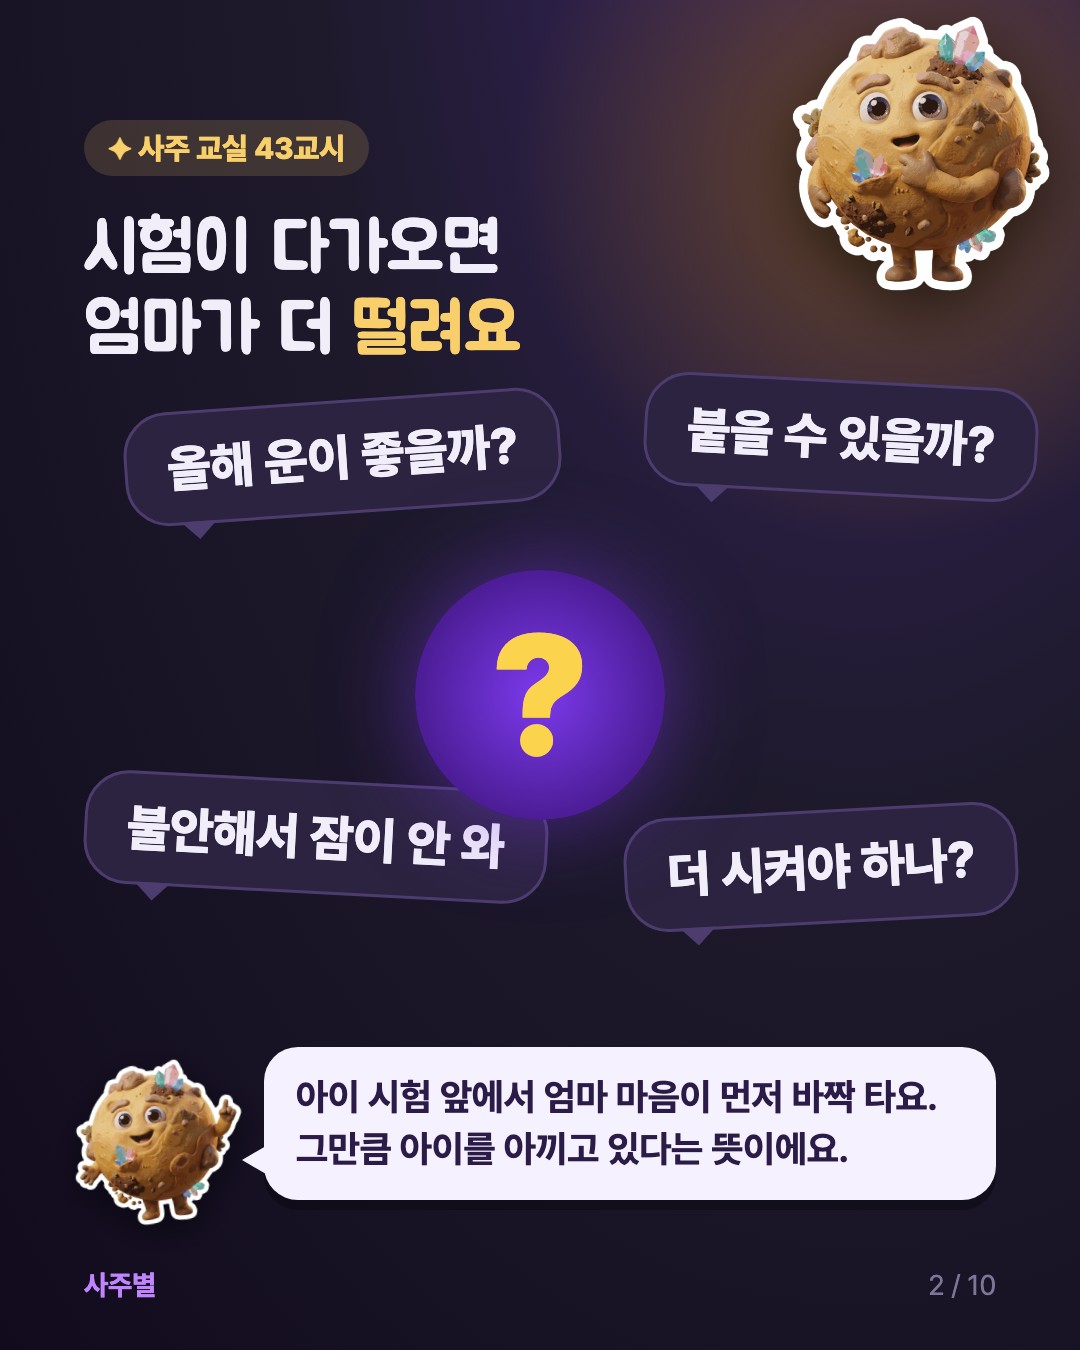 ✦ 사주 교실 43교시
시험이 다가오면
엄마가 더 떨려요
올해 운이 좋을까?
붙을 수 있을까?
?
불안해서 잠이 안 와
더 시켜야 하나?
아이 시험 앞에서 엄마 마음이 먼저 바짝 타요.
그만큼 아이를 아끼고 있다는 뜻이에요.
사주별
2 / 10